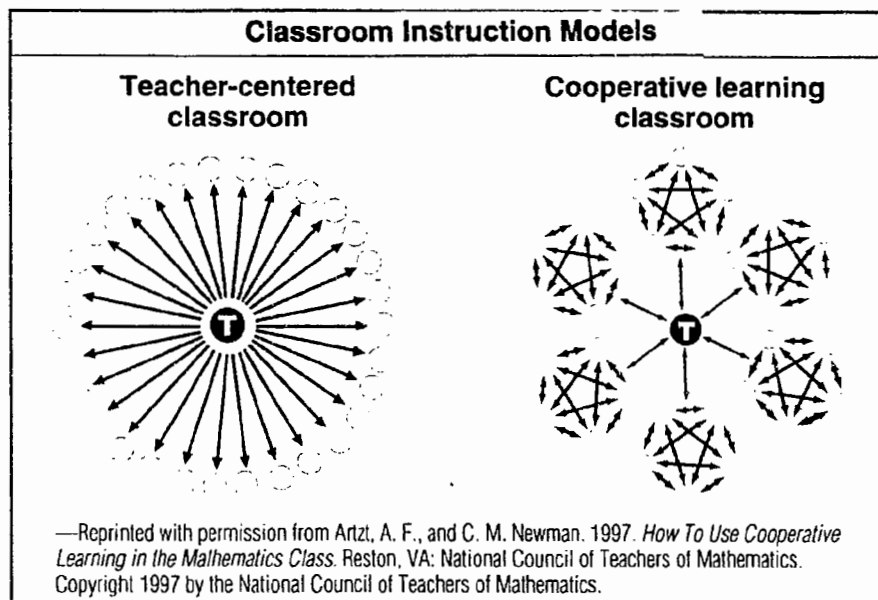 Classroom Instruction Models
Teacher-centered
classroom
T
Cooperative learning
classroom
T
—Reprinted with permission from Artzt, A. F., and C. M. Newman. 1997. How To Use Cooperative
Learning in the Mathematics Class. Reston, VA: National Council of Teachers of Mathematics.
Copyright 1997 by the National Council of Teachers of Mathematics.